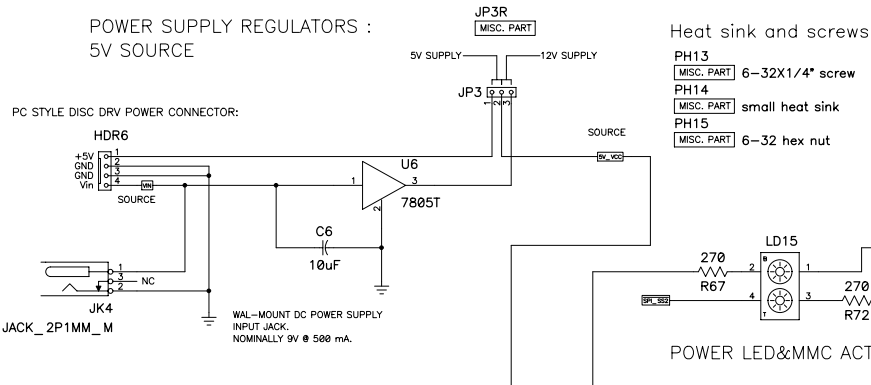 POWER SUPPLY REGULATORS :
5V SOURCE
JP3R
MISC. PART
5V SUPPLY
12V SUPPLY
JP3
1
2
3
Heat sink and screws
PH13
MISC. PART 6-32X1/4" screw
PH14
MISC. PART small heat sink
PH15
MISC. PART 6-32 hex nut
PC STYLE DISC DRV POWER CONNECTOR:
HDR6
+5V 1
GND 2
GND 3
Vin 4
VIN
SOURCE
SOURCE
5V_VCC
U6
1
3
2
7805T
C6
10uF
1
3
NC
2
JK4
JACK_2P1MM_M
WAL-MOUNT DC POWER SUPPLY
INPUT JACK.
NOMINALLY 9V @ 500 mA.
LD15
270
R67
2
B
1
SPI_SS2
4
T
3
270
R72
POWER LED&MMC ACT